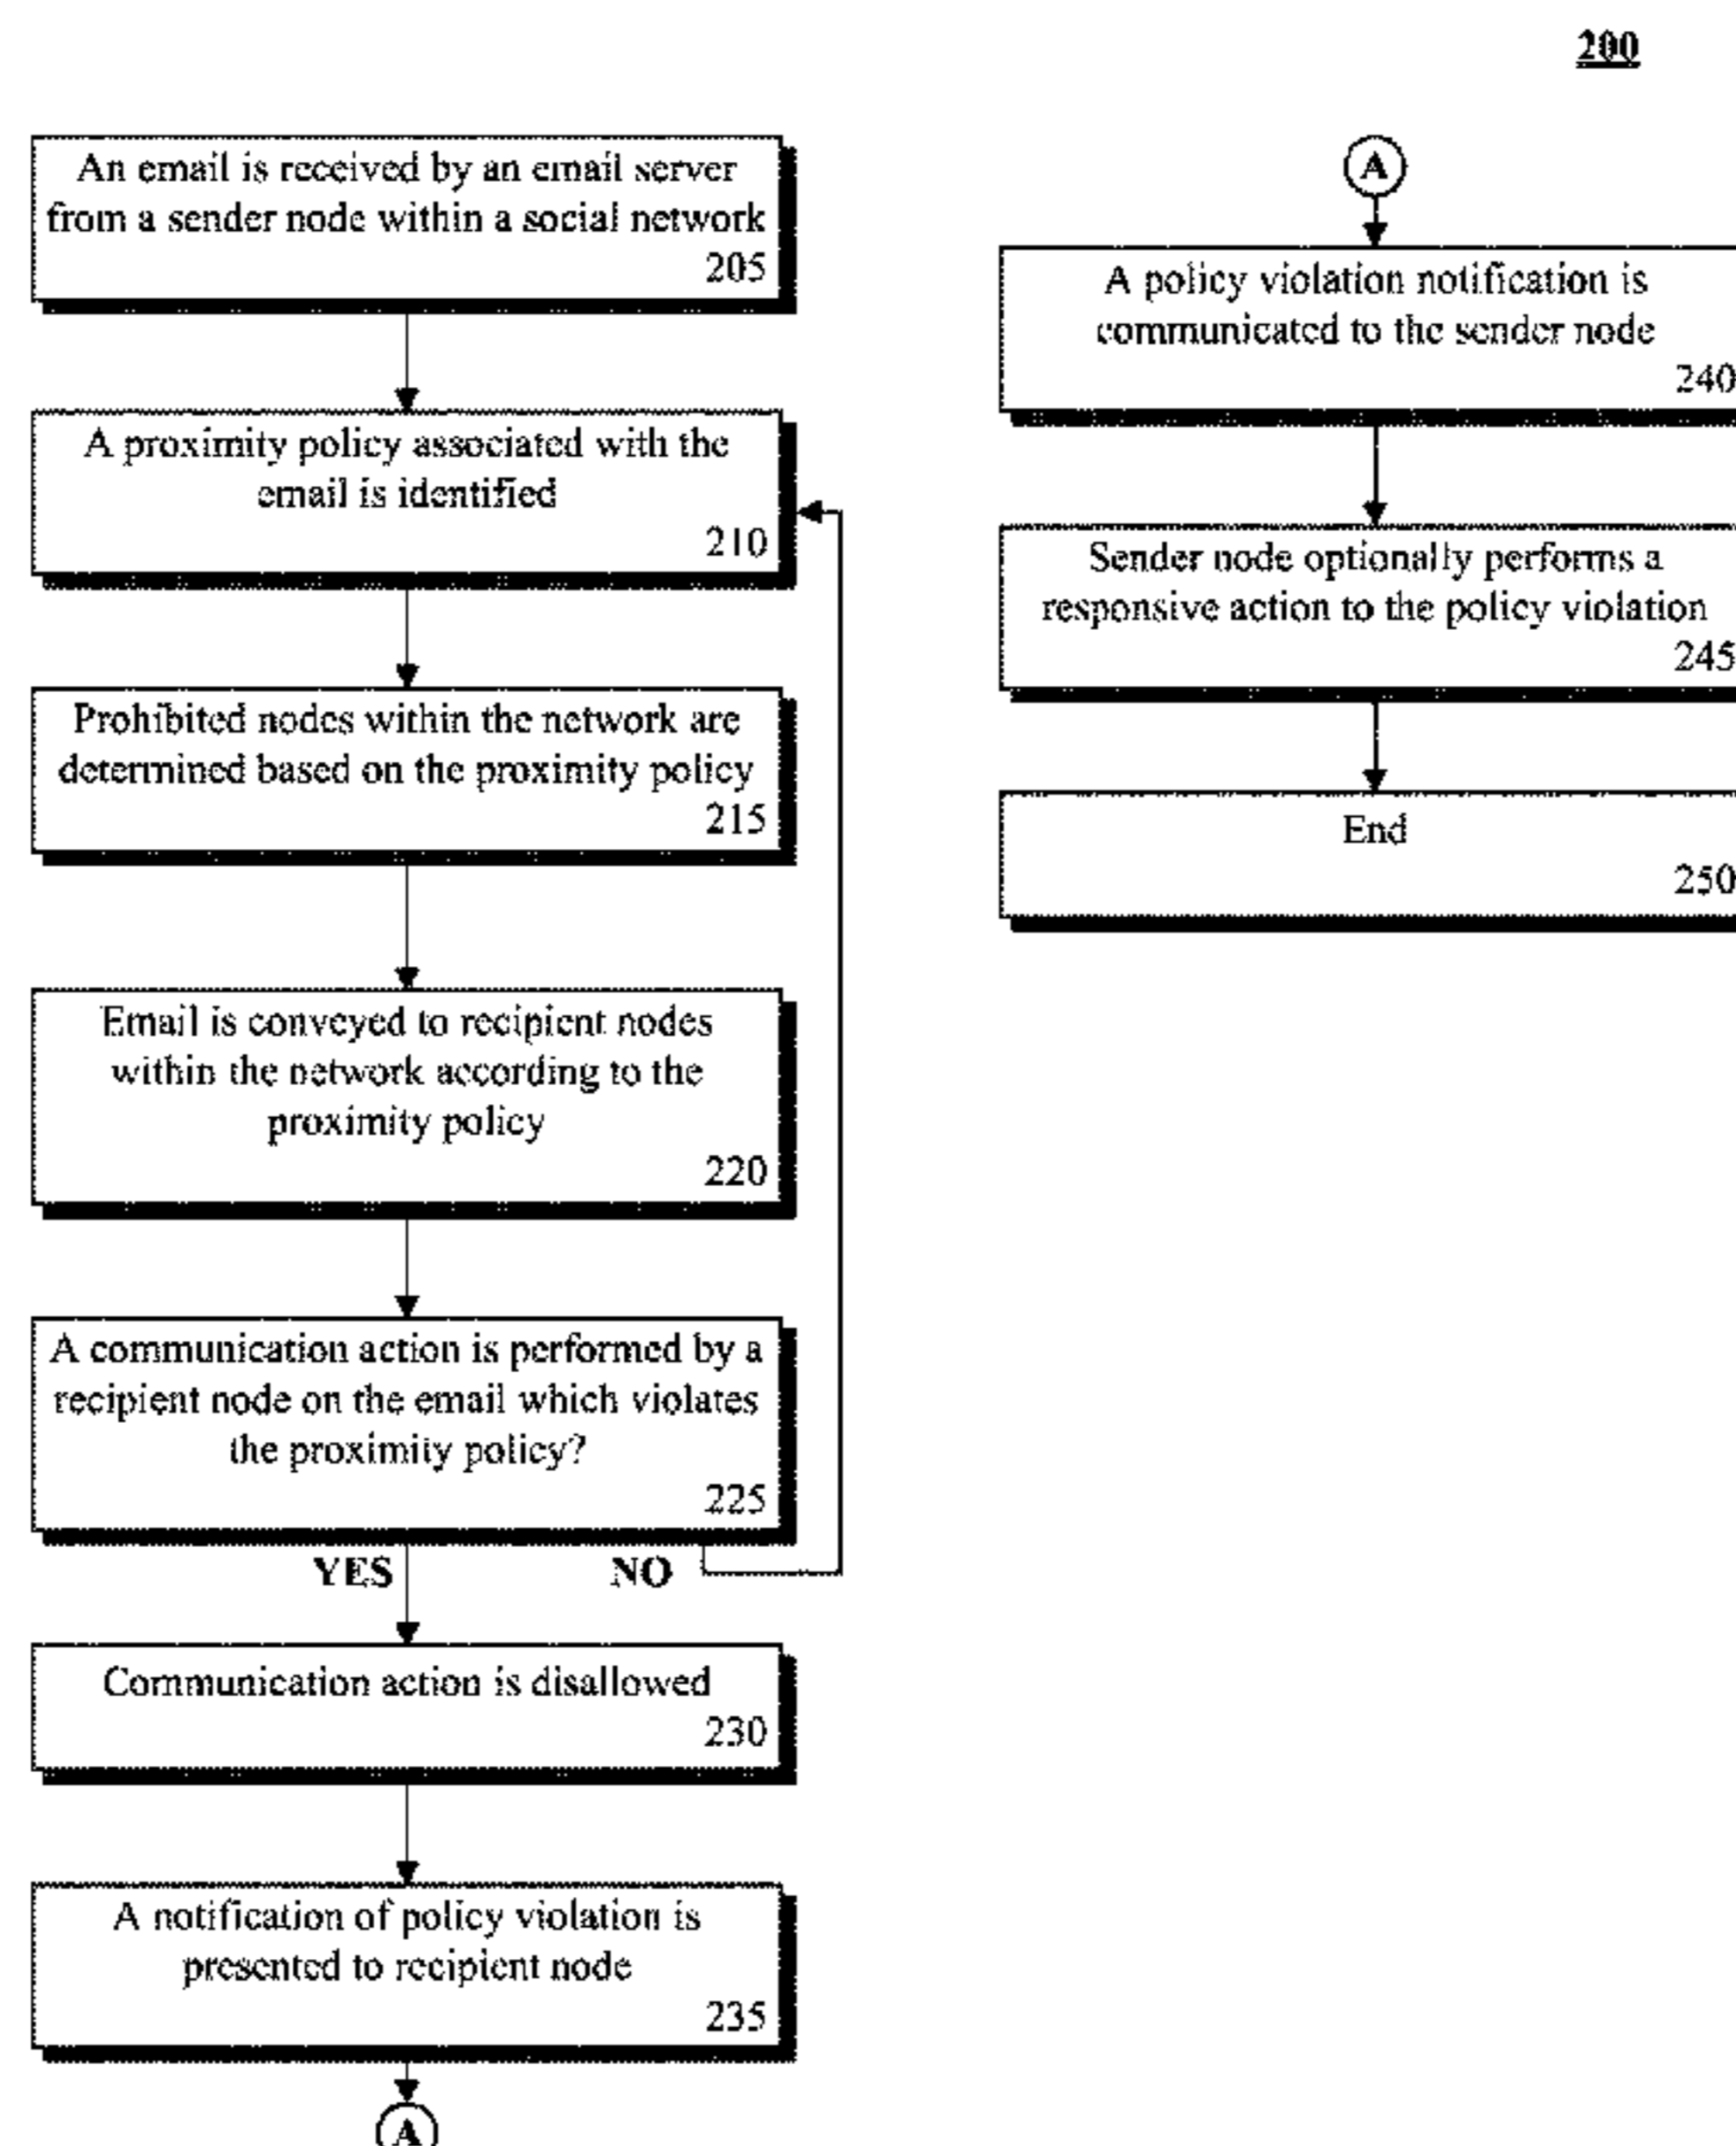 200
An email is received by an email server
from a sender node within a social network
205
A proximity policy associated with the
email is identified
210
Prohibited nodes within the network are
determined based on the proximity policy
215
Email is conveyed to recipient nodes
within the network according to the
proximity policy
220
A communication action is performed by a
recipient node on the email which violates
the proximity policy?
225
YES
NO
Communication action is disallowed
230
A notification of policy violation is
presented to recipient node
235
A
A
A policy violation notification is
communicated to the sender node
240
Sender node optionally performs a
responsive action to the policy violation
245
End
250